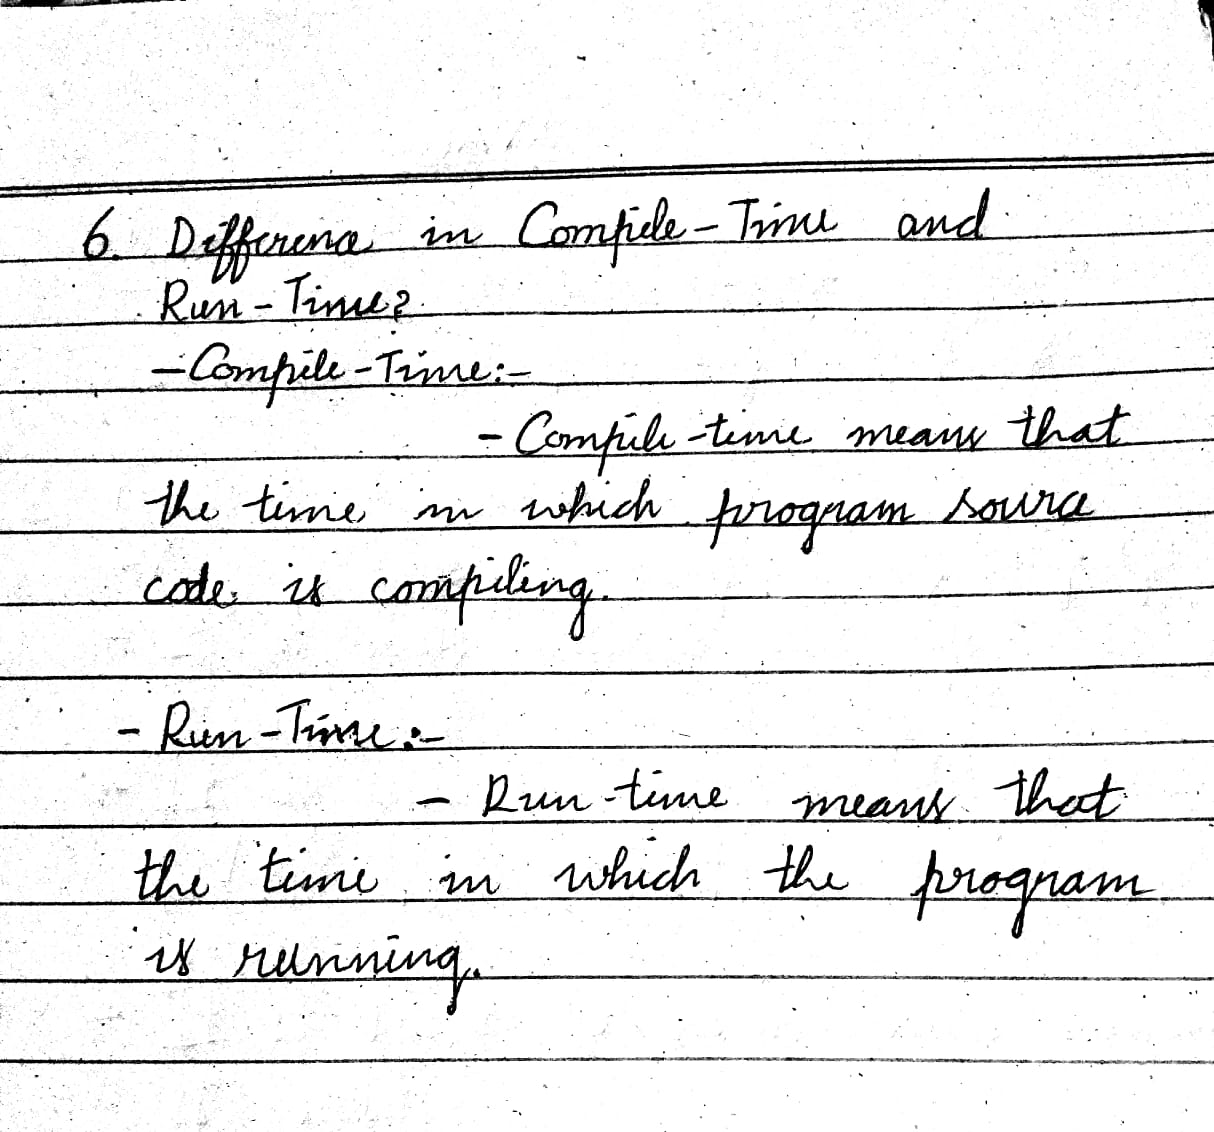 6. Difference in Compile-Time and
Run-Time?
- Compile-Time:-
- Compile-time means that
the time in which program source
code is compiling.
- Run-Time:-
- Run-time means that
the time in which the program
is running.